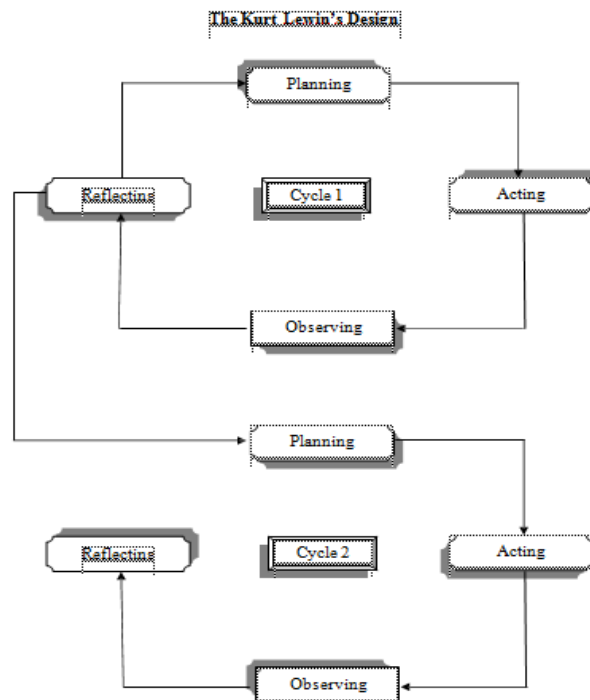 The Kurt Lewin's Design
Planning
Reflecting
Cycle 1
Acting
Observing
Planning
Reflecting
Cycle 2
Acting
Observing